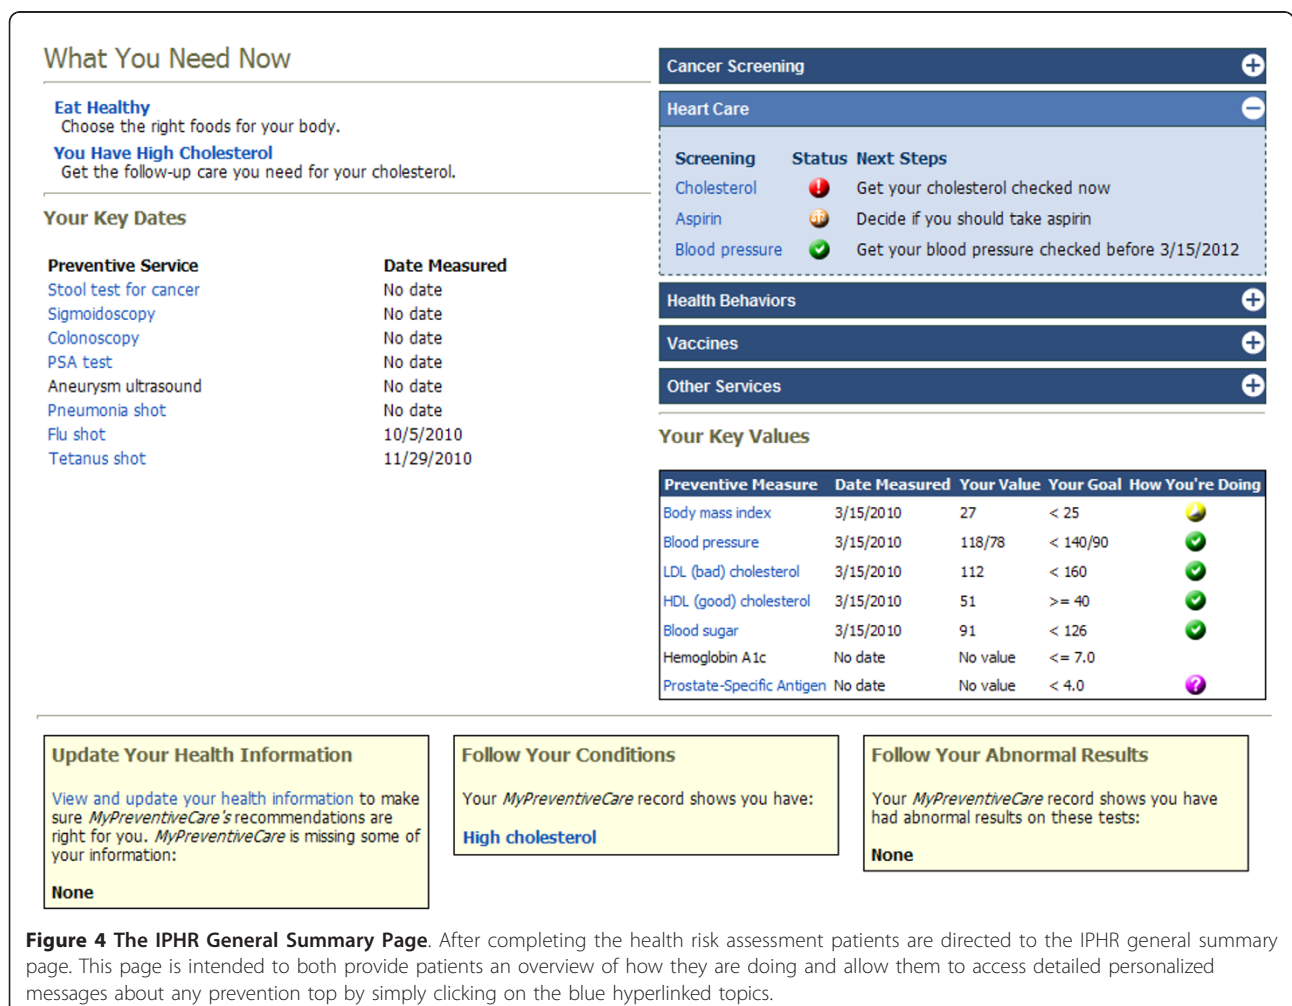 What You Need Now
Eat Healthy
Choose the right foods for your body.
You Have High Cholesterol
Get the follow-up care you need for your cholesterol.
Your Key Dates
Preventive Service Date Measured
Stool test for cancer No date
Sigmoidoscopy No date
Colonoscopy No date
PSA test No date
Aneurysm ultrasound No date
Pneumonia shot No date
Flu shot 10/5/2010
Tetanus shot 11/29/2010
Cancer Screening
Heart Care
Screening Status Next Steps
Cholesterol Get your cholesterol checked now
Aspirin Decide if you should take aspirin
Blood pressure Get your blood pressure checked before 3/15/2012
Health Behaviors
Vaccines
Other Services
Your Key Values
Preventive Measure Date Measured Your Value Your Goal How You're Doing
Body mass index 3/15/2010 27 < 25
Blood pressure 3/15/2010 118/78 < 140/90
LDL (bad) cholesterol 3/15/2010 112 < 160
HDL (good) cholesterol 3/15/2010 51 >= 40
Blood sugar 3/15/2010 91 < 126
Hemoglobin A1c No date No value <= 7.0
Prostate-Specific Antigen No date No value < 4.0
Update Your Health Information
View and update your health information to make
sure MyPreventiveCare's recommendations are
right for you. MyPreventiveCare is missing some of
your information:
None
Follow Your Conditions
Your MyPreventiveCare record shows you have:
High cholesterol
Follow Your Abnormal Results
Your MyPreventiveCare record shows you have
had abnormal results on these tests:
None
Figure 4 The IPHR General Summary Page. After completing the health risk assessment patients are directed to the IPHR general summary
page. This page is intended to both provide patients an overview of how they are doing and allow them to access detailed personalized
messages about any prevention top by simply clicking on the blue hyperlinked topics.